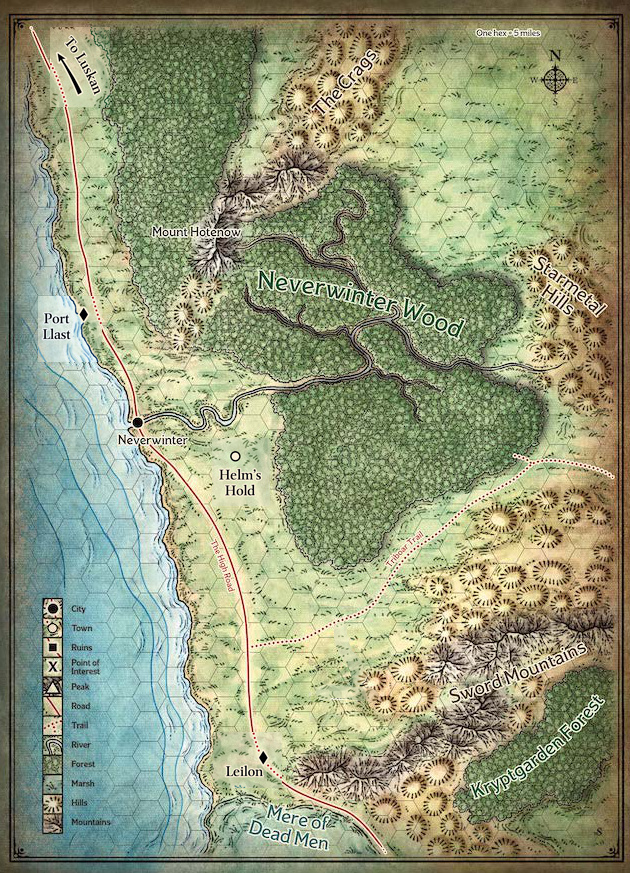 One hex = 5 miles
To Luskan
The Crags
N
W
E
S
Mount Hotenow
Neverwinter Wood
Starmetal
Hills
Port
Llast
Neverwinter
Helm's
Hold
The High Road
Triboar Trail
City
Town
Ruins
Point of
Interest
Peak
Road
Trail
River
Forest
Marsh
Hills
Mountains
X
Sword Mountains
Kryptgarden Forest
Leilon
Mere of
Dead Men